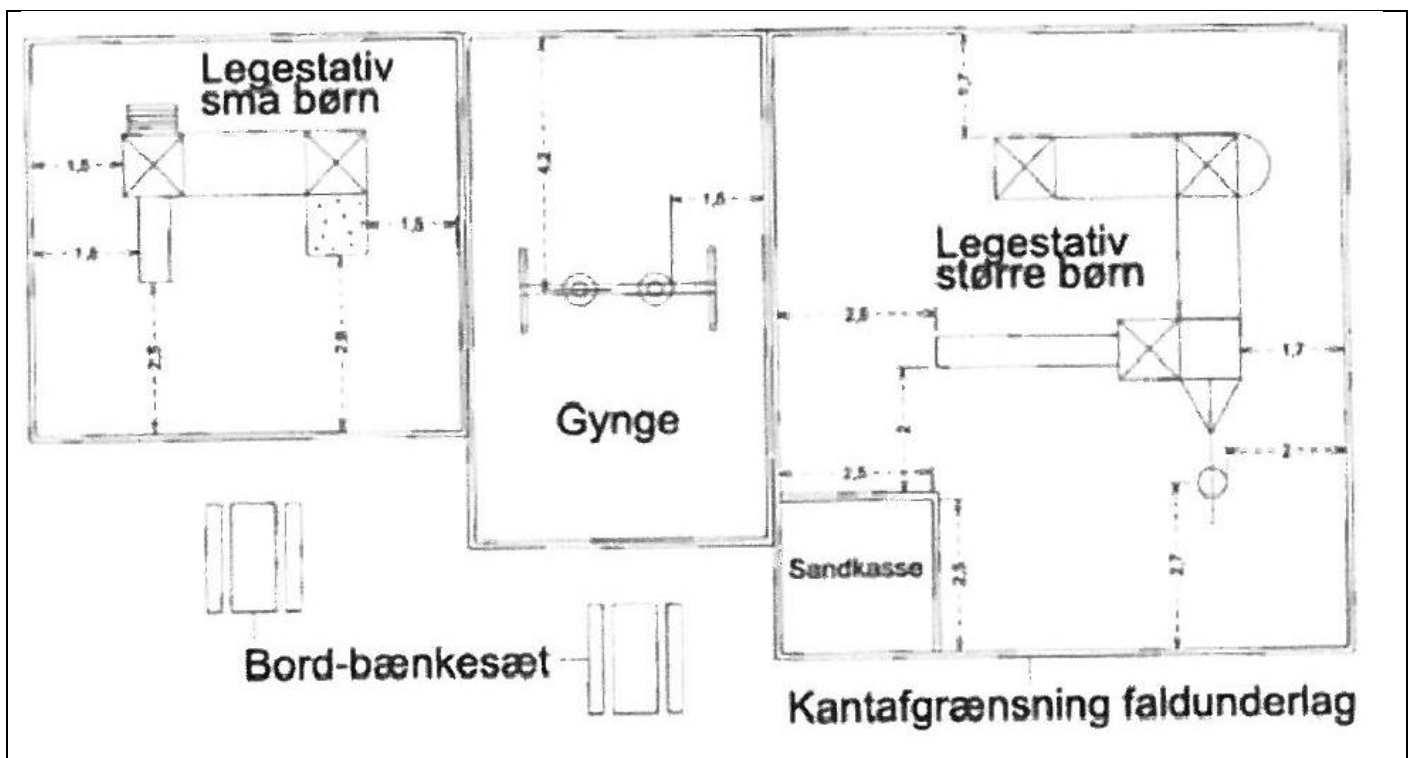 Legestativ
små børn
1,5
1,5
1,8
2,5
2,9
4,2
1,5
Gynge
1,7
Legestativ
større børn
2,6
1,7
2
2,5
2
Sandkasse
2,5
2,7
Bord-bænkesæt
Kantafgrænsning faldunderlag